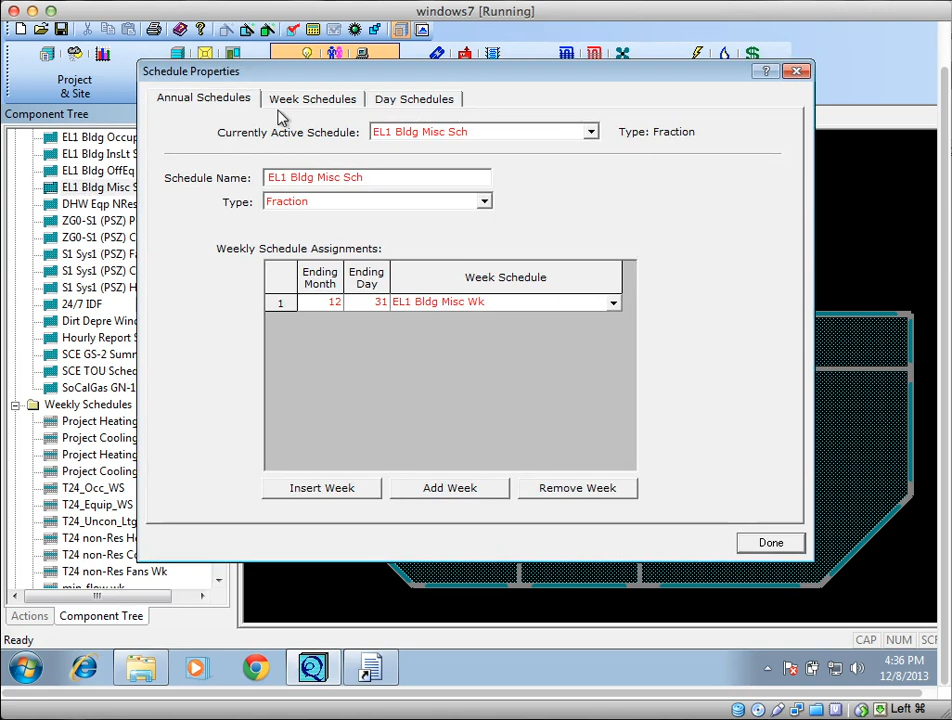 windows7 [Running]
Project
& Site
Schedule Properties
?
Component Tree
Annual Schedules
Week Schedules
Day Schedules
EL1 Bldg Occup
EL1 Bldg InsLt S
EL1 Bldg OffEq
EL1 Bldg Misc S
DHW Eqp NRes
ZG0-S1 (PSZ) P
ZG0-S1 (PSZ) C
S1 Sys1 (PSZ) Fa
S1 Sys1 (PSZ) C
S1 Sys1 (PSZ) H
24/7 IDF
Dirt Depre Wind
Hourly Report S
SCE GS-2 Summ
SCE TOU Sched
SoCalGas GN-1
Weekly Schedules
Project Heating
Project Cooling
Project Heating
Project Cooling
T24_Occ_WS
T24_Equip_WS
T24_Uncon_Ltg
T24 non-Res He
T24 non-Res Co
T24 non-Res Fans Wk
min-flow wk
Currently Active Schedule: EL1 Bldg Misc Sch Type: Fraction
Schedule Name: EL1 Bldg Misc Sch
Type: Fraction
Weekly Schedule Assignments:
Ending Month
Ending Day
Week Schedule
1 12 31 EL1 Bldg Misc Wk
Insert Week
Add Week
Remove Week
Done
Actions
Component Tree
Ready
CAP NUM SCR
4:36 PM
12/8/2013
Left ⌘